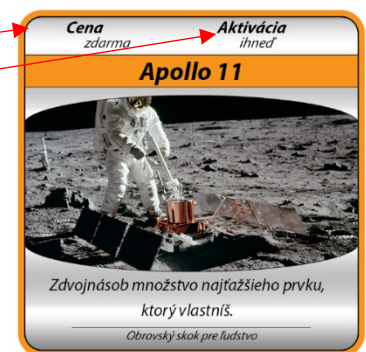 Cena Aktivácia
zdarma ihneď
Apollo 11
Zdvojnásob množstvo najťažšieho prvku,
ktorý vlastníš.
Obrovský skok pre ľudstvo